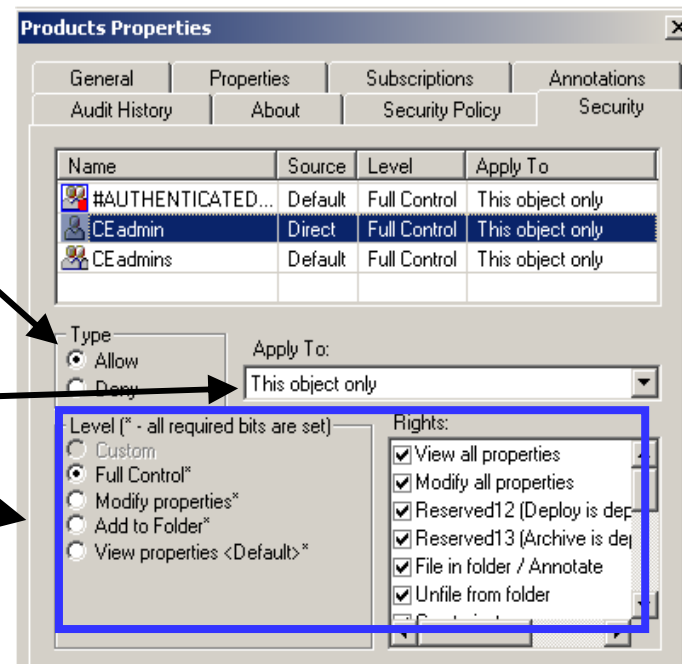 Products Properties
General Properties Subscriptions Annotations
Audit History About Security Policy Security
Name Source Level Apply To
#AUTHENTICATED... Default Full Control This object only
CEadmin Direct Full Control This object only
CEadmins Default Full Control This object only
Type
Allow
Deny
Apply To:
This object only
Level (* - all required bits are set)
Custom
Full Control*
Modify properties*
Add to Folder*
View properties <Default>*
Rights:
View all properties
Modify all properties
Reserved12 (Deploy is dep
Reserved13 (Archive is dep
File in folder / Annotate
Unfile from folder